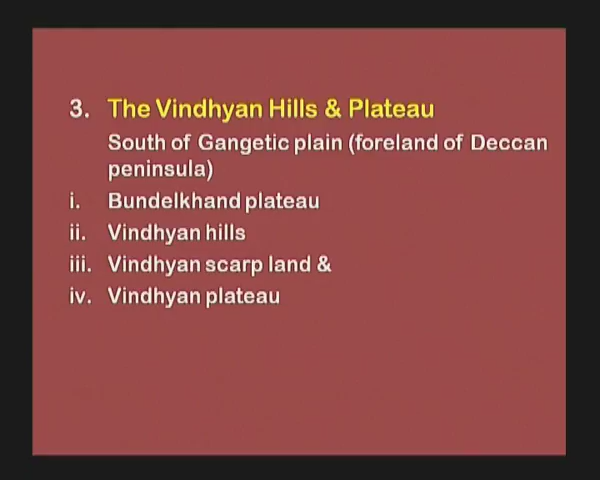 3. The Vindhyan Hills & Plateau
South of Gangetic plain (foreland of Deccan
peninsula)
i. Bundelkhand plateau
ii. Vindhyan hills
iii. Vindhyan scarp land &
iv. Vindhyan plateau